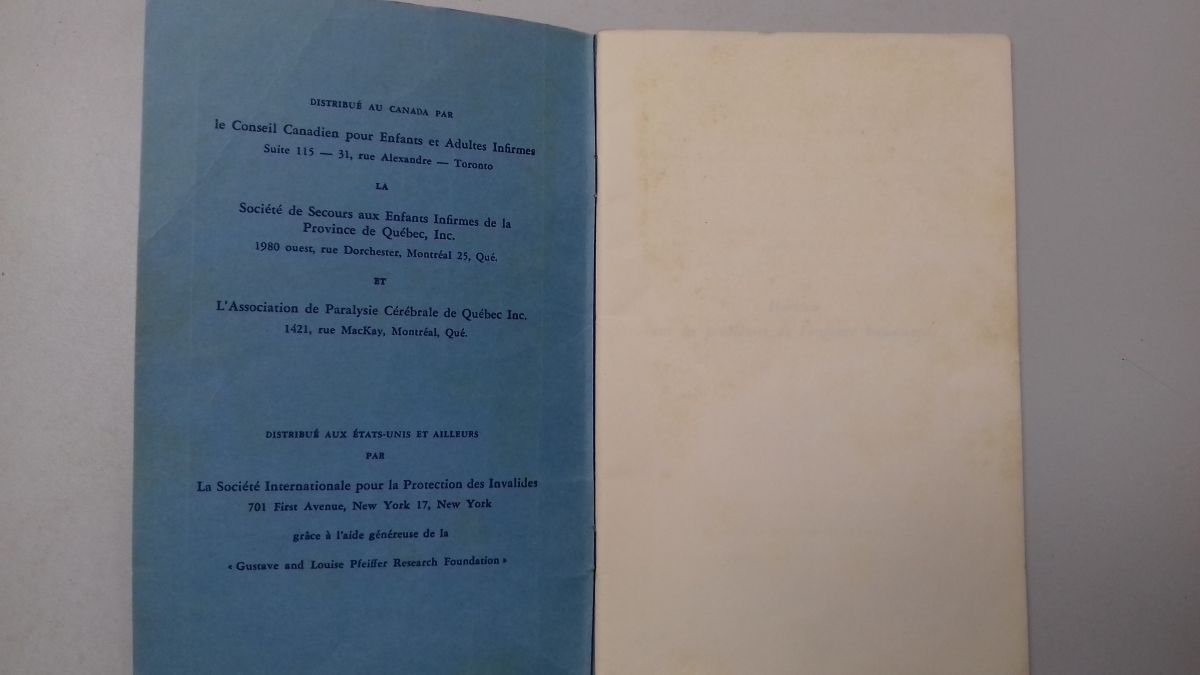 DISTRIBUÉ AU CANADA PAR
le Conseil Canadien pour Enfants et Adultes Infirmes
Suite 115 — 31, rue Alexandre — Toronto
LA
Société de Secours aux Enfants Infirmes de la
Province de Québec, Inc.
1980 ouest, rue Dorchester, Montréal 25, Qué.
ET
L'Association de Paralysie Cérébrale de Québec Inc.
1421, rue MacKay, Montréal, Qué.
DISTRIBUÉ AUX ÉTATS-UNIS ET AILLEURS
PAR
La Société Internationale pour la Protection des Invalides
701 First Avenue, New York 17, New York
grâce à l'aide généreuse de la
« Gustave and Louise Pfeiffer Research Foundation »